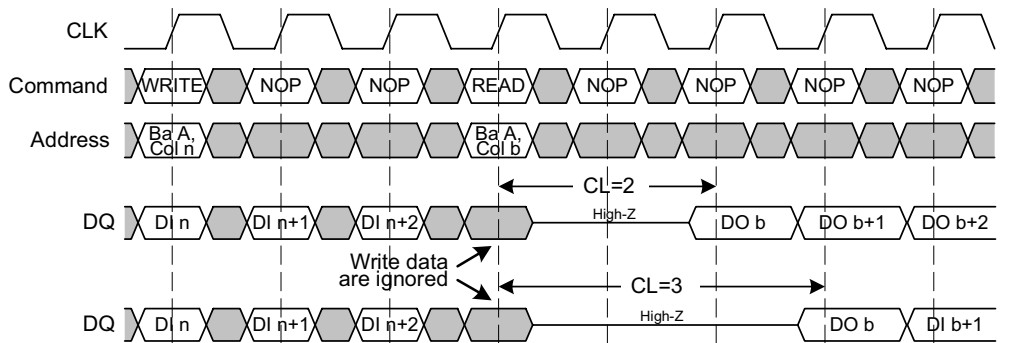 CLK
Command WRITE NOP NOP READ NOP NOP NOP NOP
Address Ba A, Ba A,
Col n Col b
CL=2
DQ DI n DI n+1 DI n+2 High-Z DO b DO b+1 DO b+2
Write data
are ignored
CL=3
DQ DI n DI n+1 DI n+2 High-Z DO b DI b+1